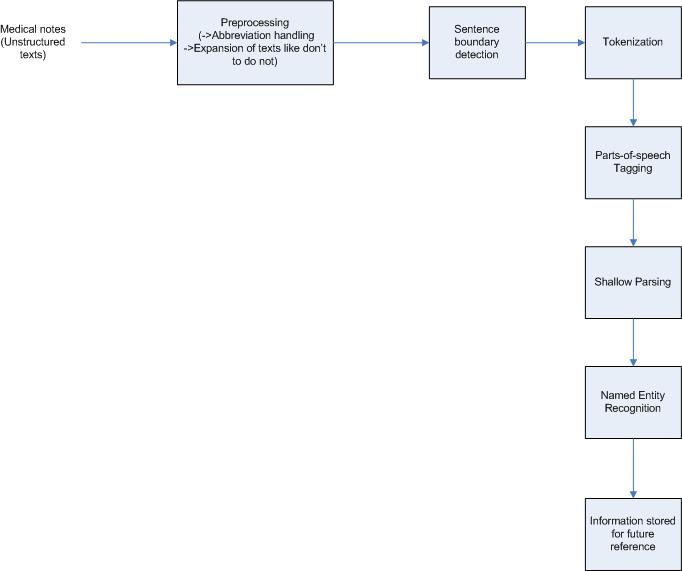 Medical notes
(Unstructured
texts)
Preprocessing
(->Abbreviation handling
->Expansion of texts like don't
to do not)
Sentence
boundary
detection
Tokenization
Parts-of-speech
Tagging
Shallow Parsing
Named Entity
Recognition
Information stored
for future
reference